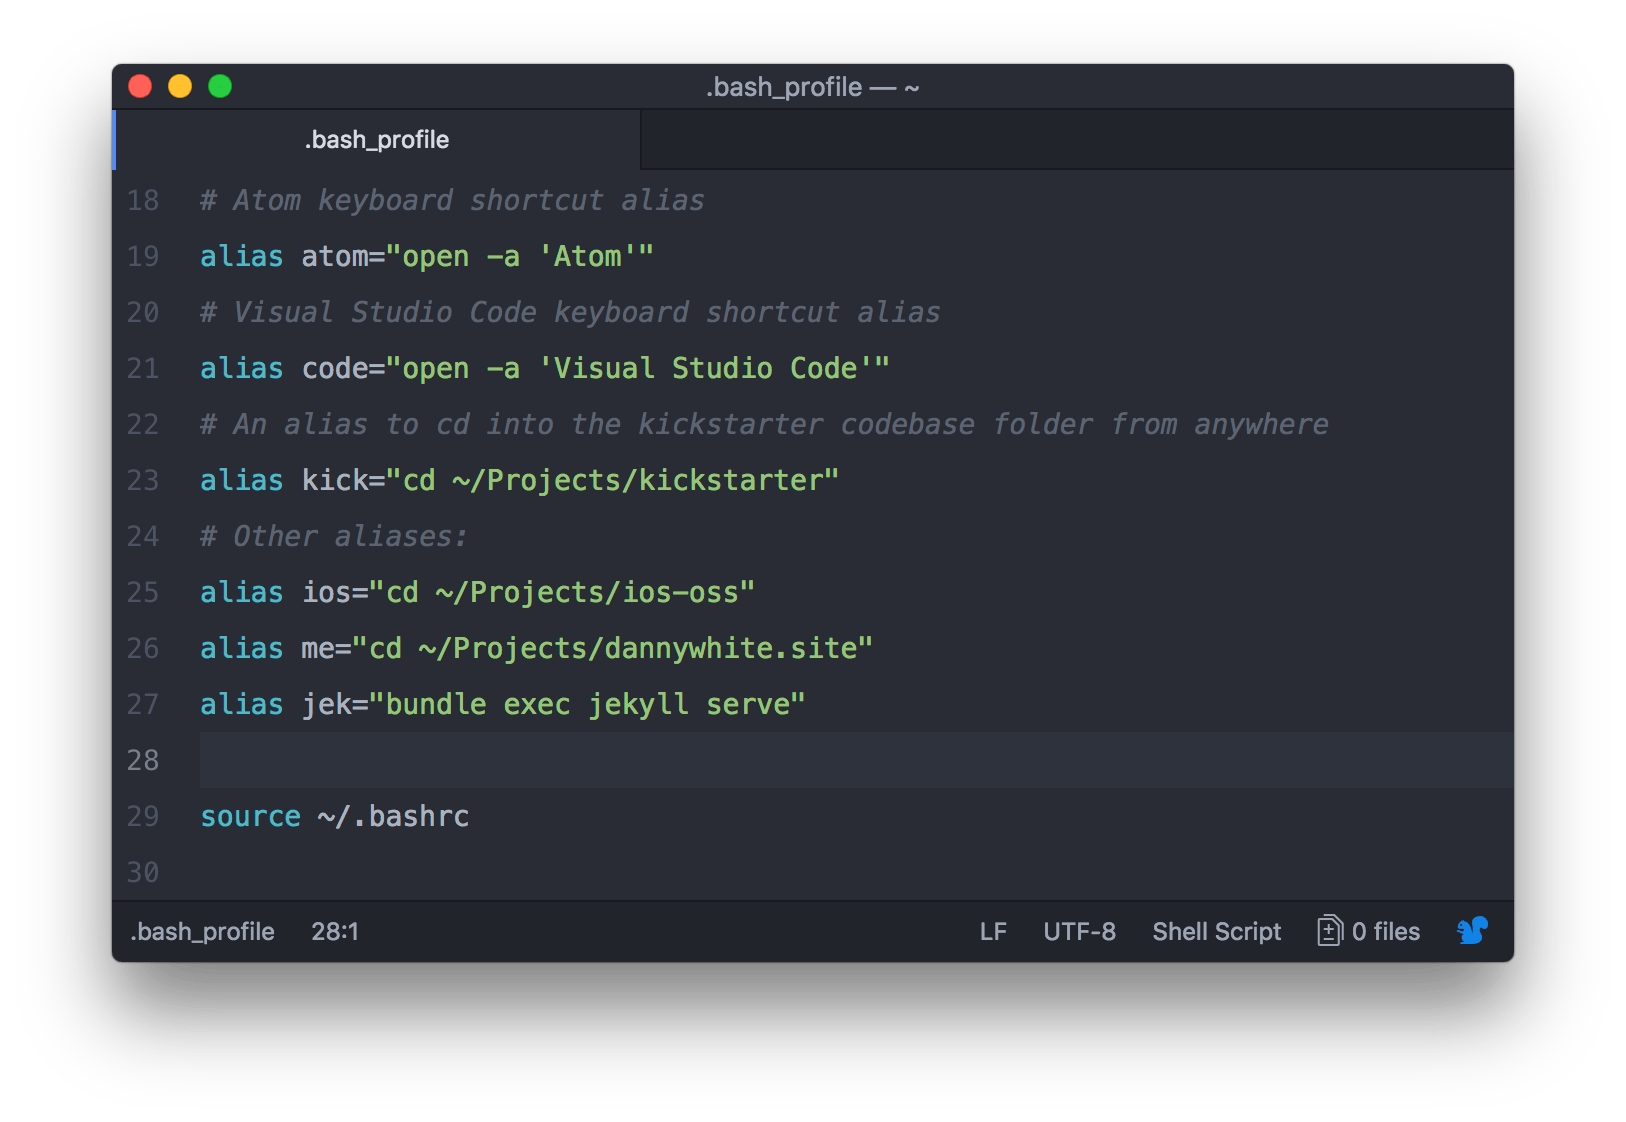 .bash_profile — ~
.bash_profile
18 # Atom keyboard shortcut alias
19 alias atom="open -a 'Atom'"
20 # Visual Studio Code keyboard shortcut alias
21 alias code="open -a 'Visual Studio Code'"
22 # An alias to cd into the kickstarter codebase folder from anywhere
23 alias kick="cd ~/Projects/kickstarter"
24 # Other aliases:
25 alias ios="cd ~/Projects/ios-oss"
26 alias me="cd ~/Projects/dannywhite.site"
27 alias jek="bundle exec jekyll serve"
28
29 source ~/.bashrc
30
.bash_profile 28:1 LF UTF-8 Shell Script 0 files